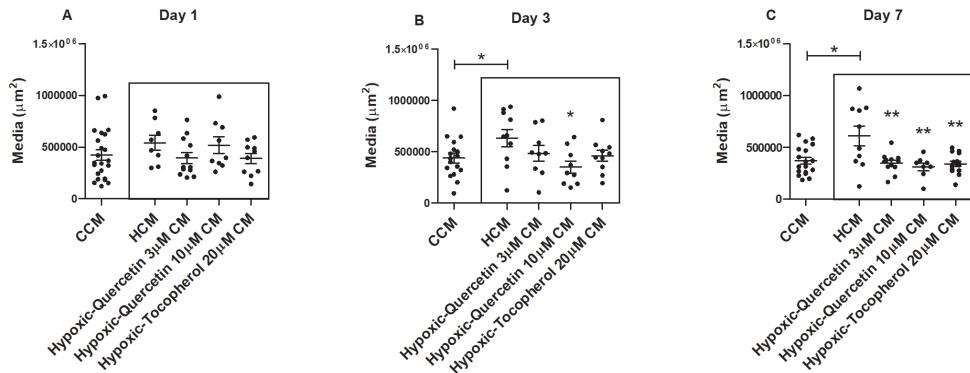 A Day 1
Media (μm²)
1.5×10⁰⁶
1000000
500000
0
CCM
HCM
Hypoxic-Quercetin 3μM CM
Hypoxic-Quercetin 10μM CM
Hypoxic-Tocopherol 20μM CM
B Day 3
Media (μm²)
1.5×10⁰⁶
1000000
500000
0
*
*
CCM
HCM
Hypoxic-Quercetin 3μM CM
Hypoxic-Quercetin 10μM CM
Hypoxic-Tocopherol 20μM CM
C Day 7
Media (μm²)
1.5×10⁰⁶
1000000
500000
0
*
**
**
**
CCM
HCM
Hypoxic-Quercetin 3μM CM
Hypoxic-Quercetin 10μM CM
Hypoxic-Tocopherol 20μM CM